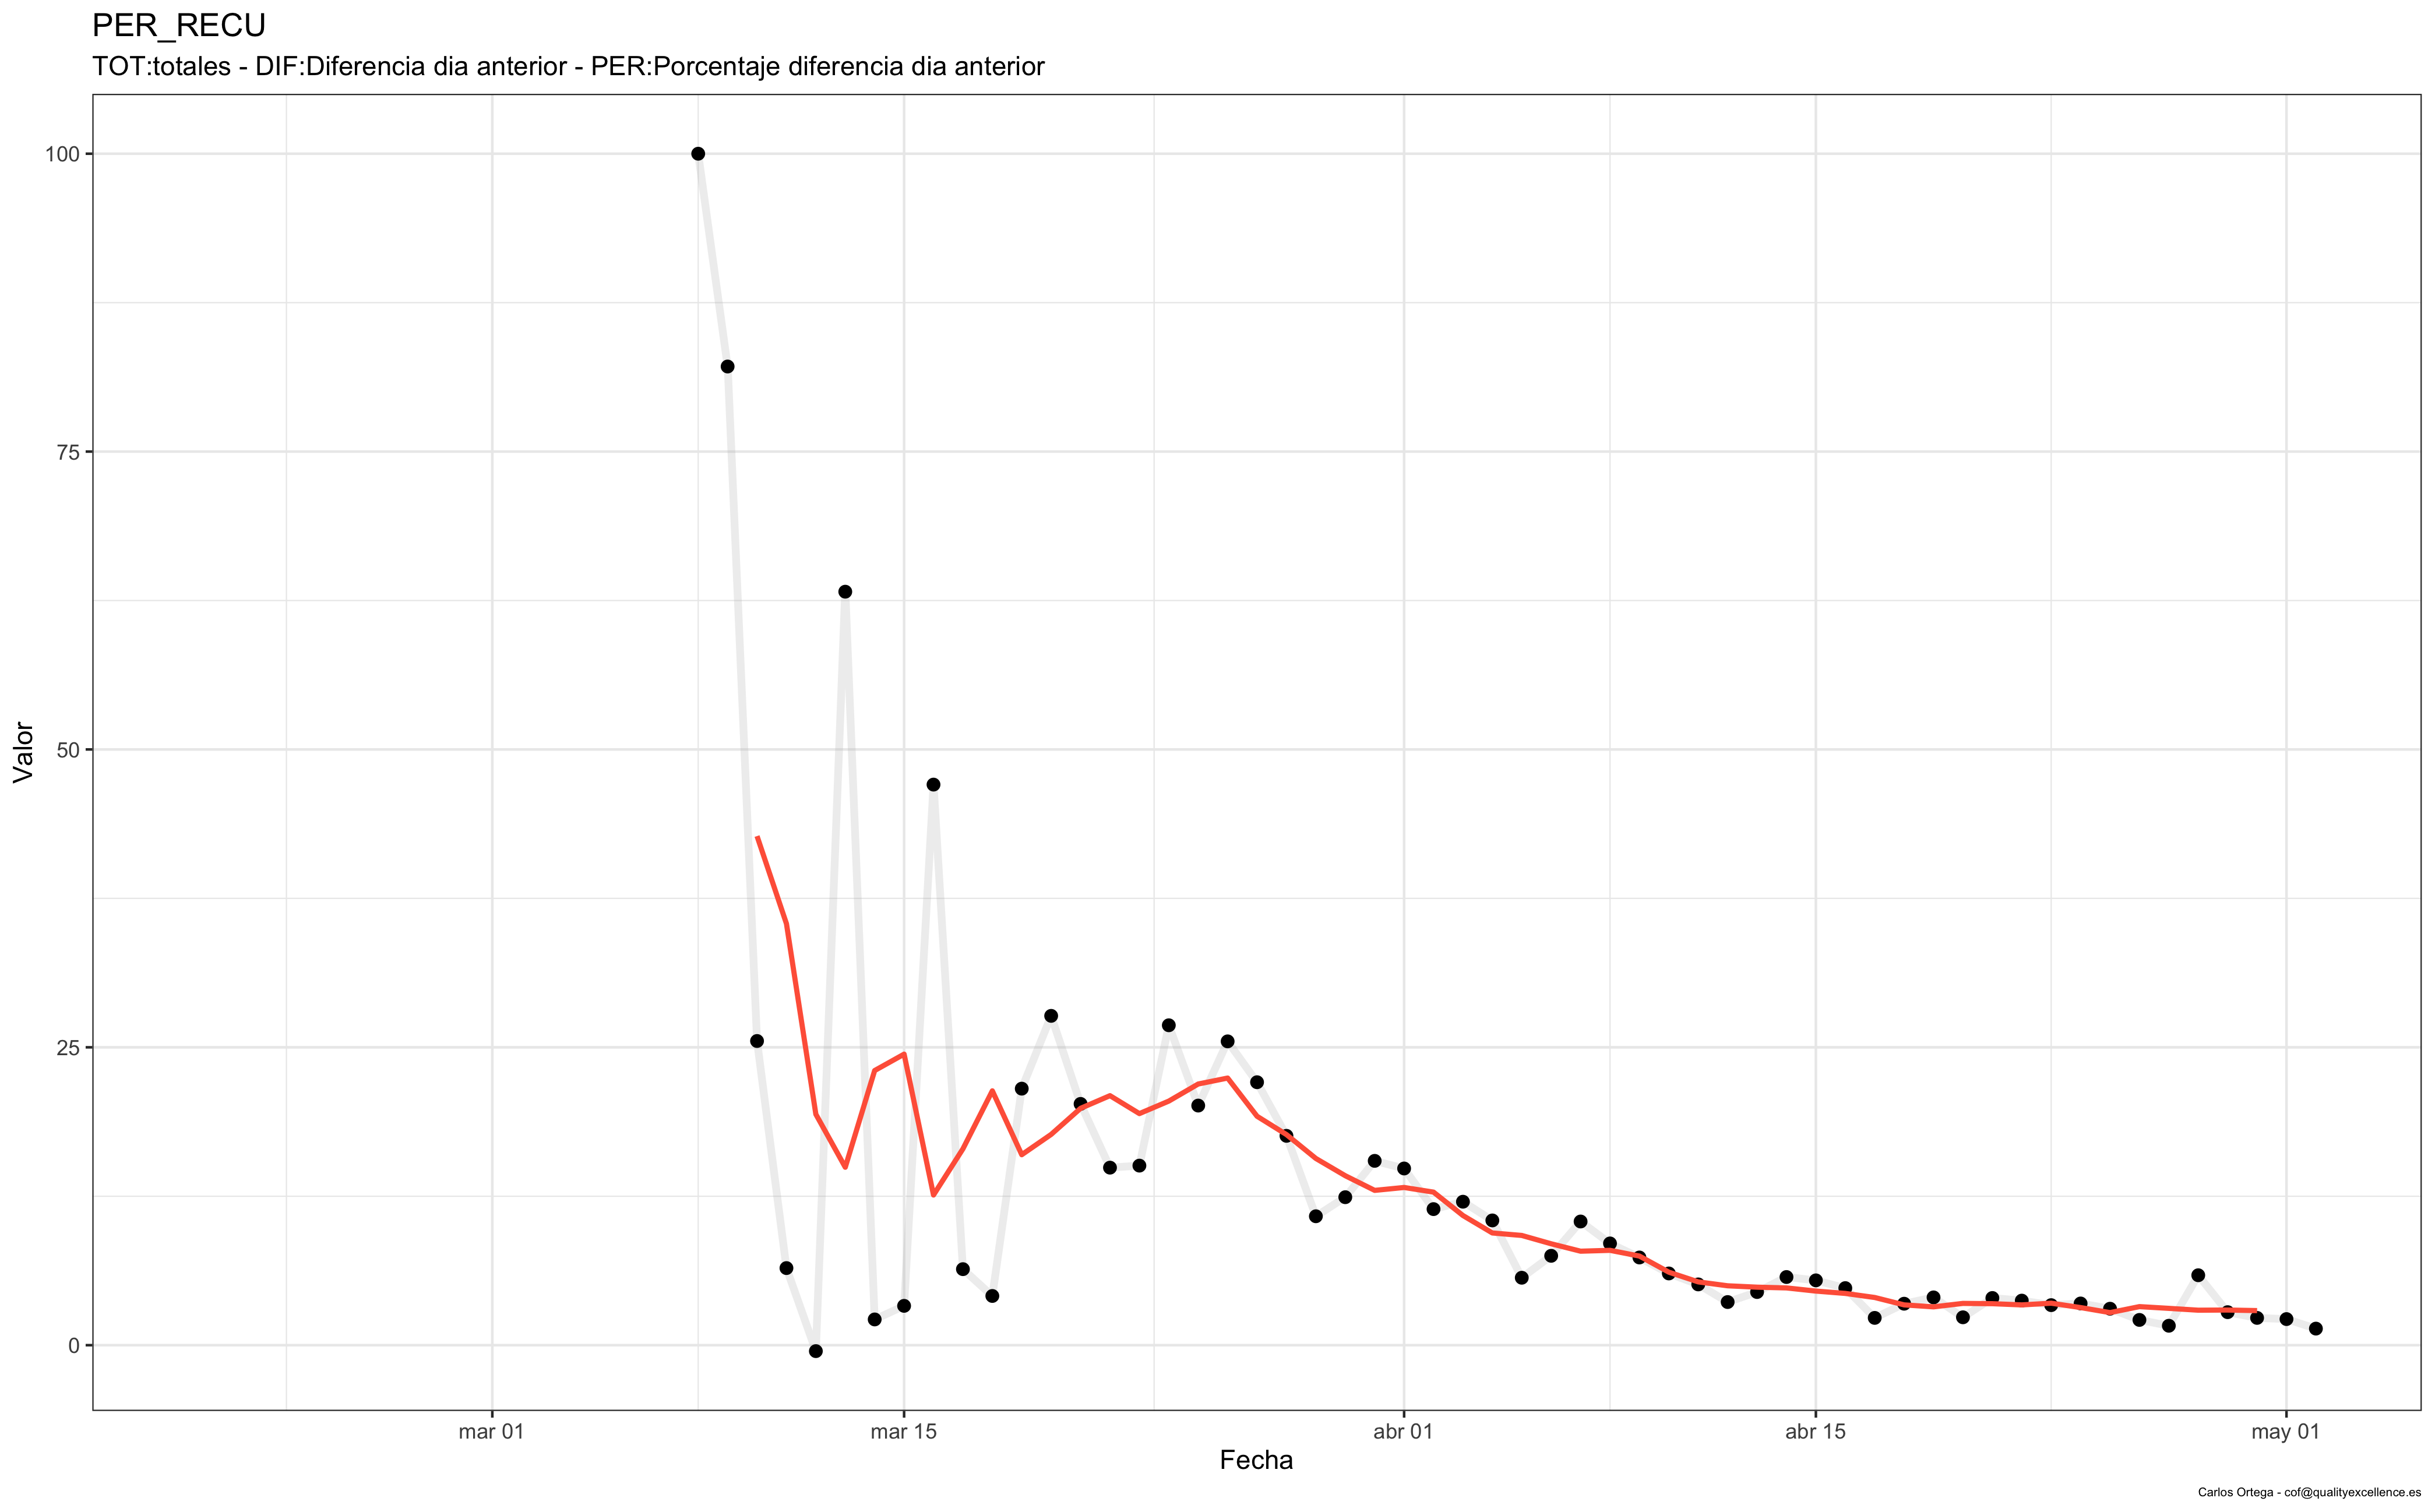 PER_RECU
TOT:totales - DIF:Diferencia dia anterior - PER:Porcentaje diferencia dia anterior
100
75
50
25
0
Valor
mar 01
mar 15
abr 01
abr 15
may 01
Fecha
Carlos Ortega - cof@qualityexcellence.es